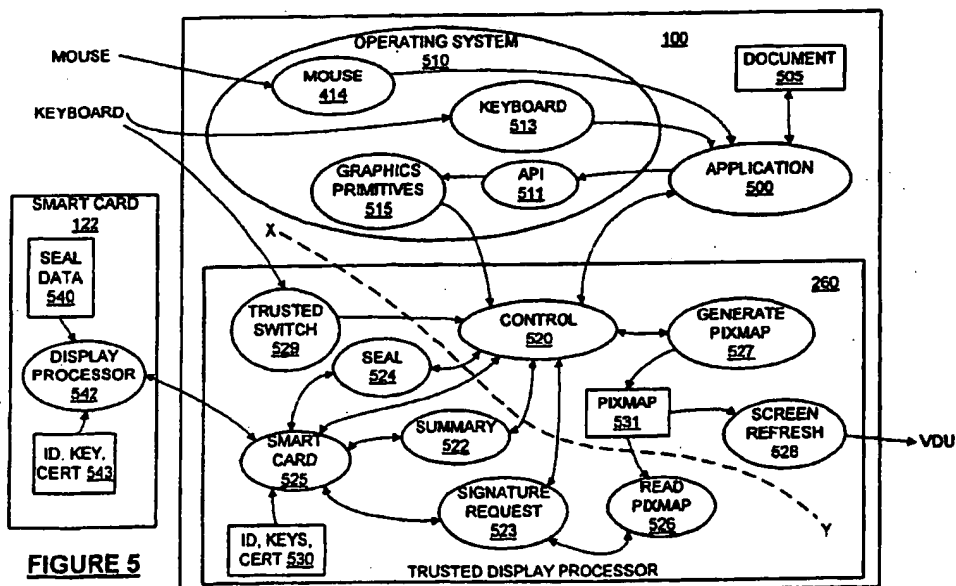 OPERATING SYSTEM
510
100
MOUSE
MOUSE
414
DOCUMENT
505
KEYBOARD
KEYBOARD
513
API
511
APPLICATION
500
GRAPHICS
PRIMITIVES
515
SMART CARD
122
SEAL
DATA
540
DISPLAY
PROCESSOR
542
ID, KEY,
CERT 543
X
260
TRUSTED
SWITCH
529
CONTROL
520
GENERATE
PIXMAP
527
SEAL
524
PIXMAP
531
SCREEN
REFRESH
528
VDU
SUMMARY
522
SMART
CARD
525
SIGNATURE
REQUEST
523
READ
PIXMAP
526
Y
ID, KEYS,
CERT 530
TRUSTED DISPLAY PROCESSOR
FIGURE 5